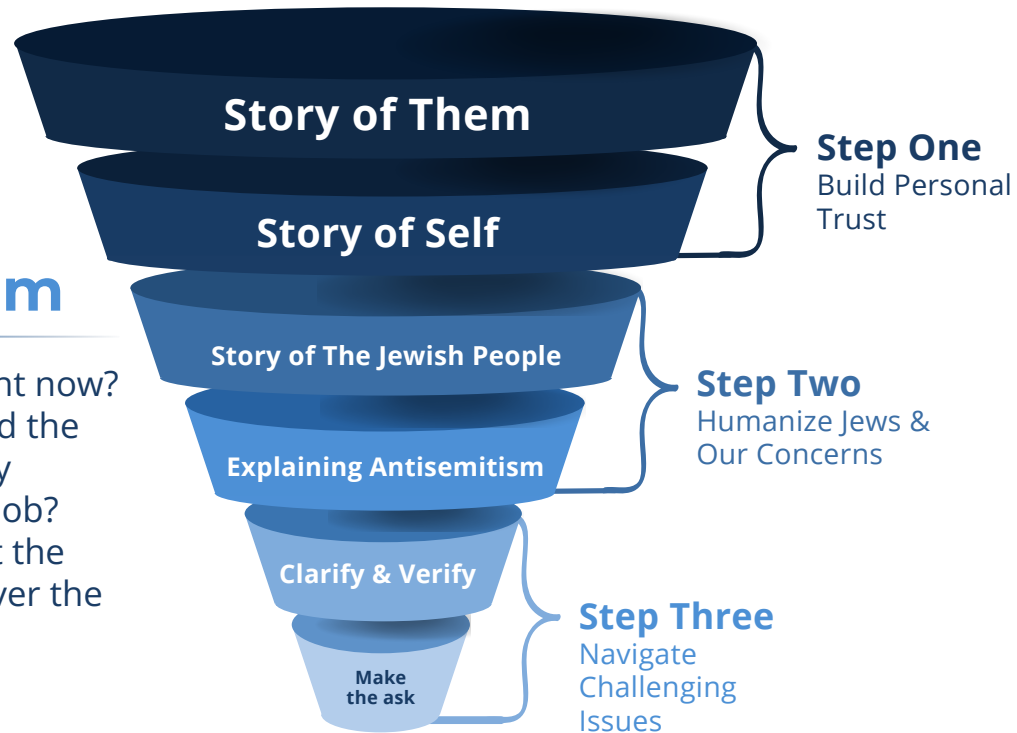 Story of Them
Step One
Build Personal
Trust
Story of Self
m
Story of The Jewish People
nt now?
d the
y
ob?
t the
ver the
Step Two
Humanize Jews &
Our Concerns
Explaining Antisemitism
Clarify & Verify
Step Three
Navigate
Challenging
Issues
Make
the ask